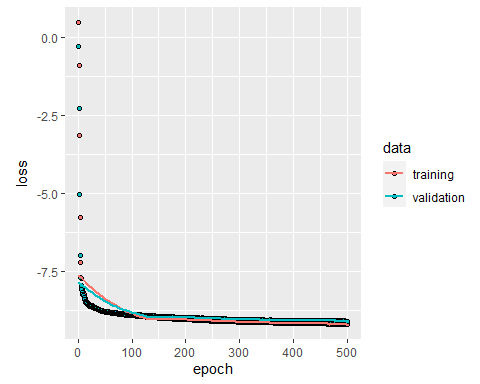 0.0
-2.5
-5.0
-7.5
loss
0 100 200 300 400 500
epoch
data
training
validation